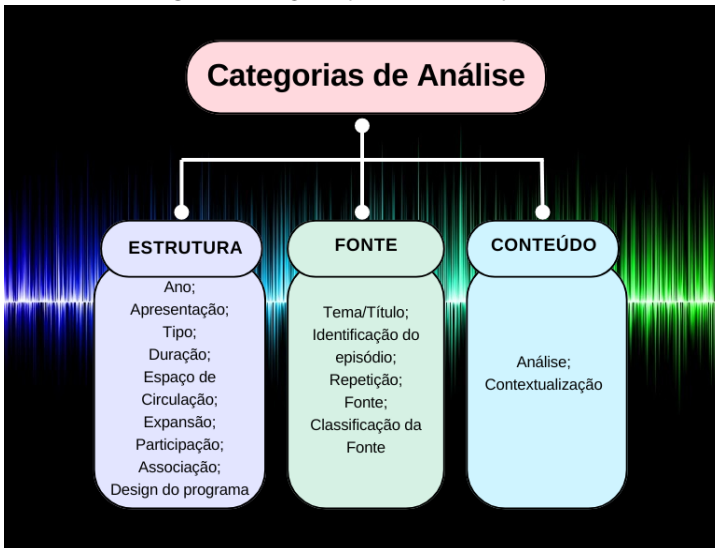 Categorias de Análise
ESTRUTURA
Ano;
Apresentação;
Tipo;
Duração;
Espaço de
Circulação;
Expansão;
Participação;
Associação;
Design do programa
FONTE
Tema/Título;
Identificação do
episódio;
Repetição;
Fonte;
Classificação da
Fonte
CONTEÚDO
Análise;
Contextualização